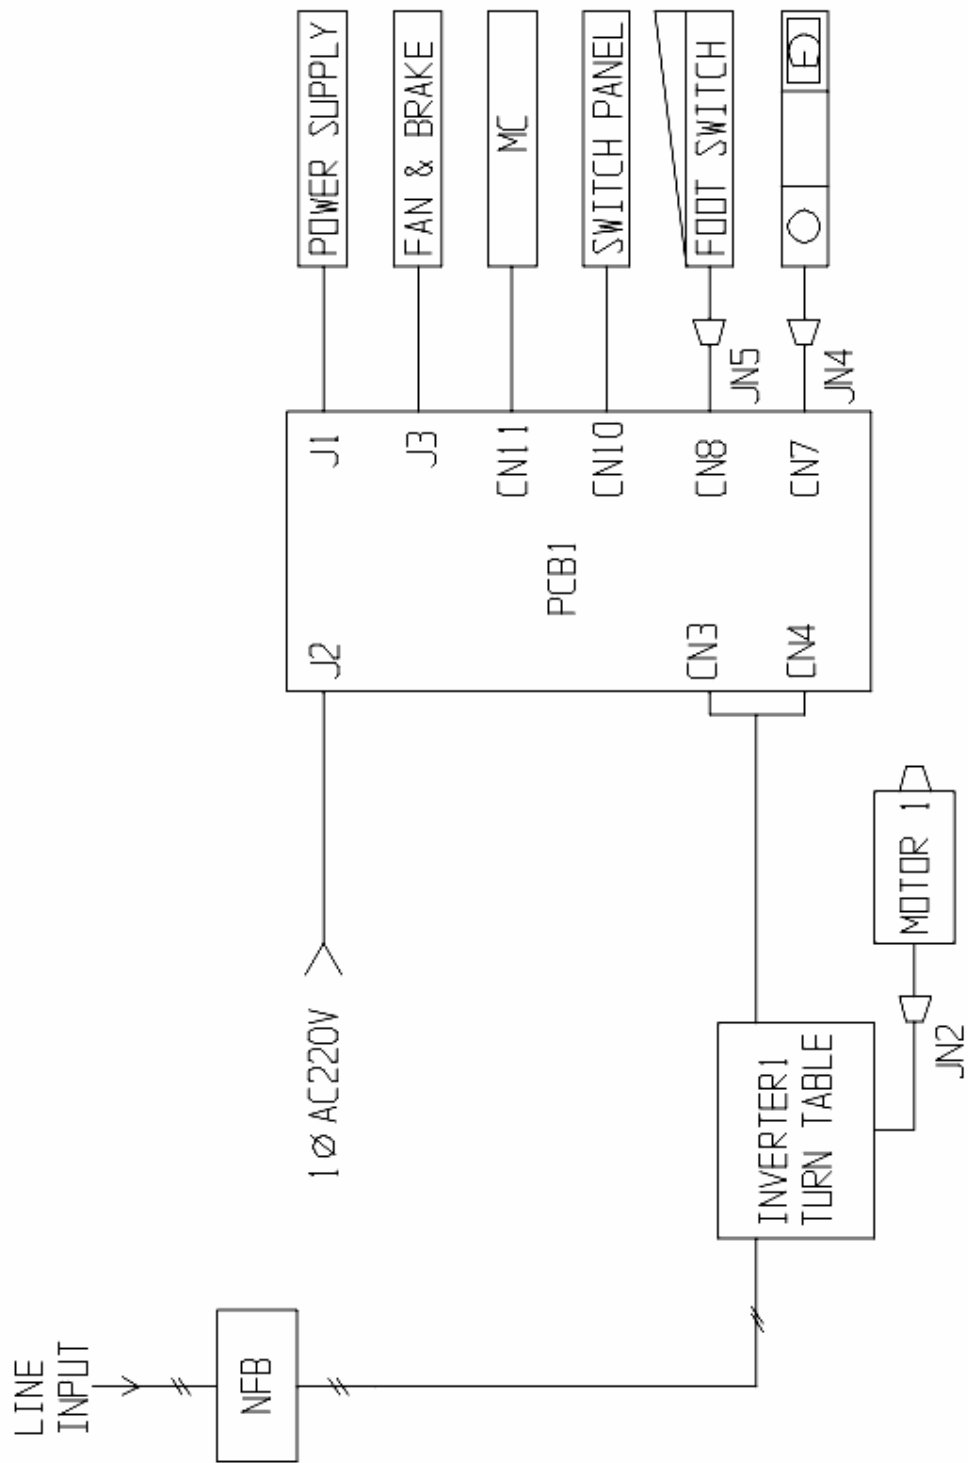 LINE
INPUT
NFB
1Ø AC220V
INVERTER1
TURN TABLE
JN2
MOTOR 1
J2
CN3
CN4
PCB1
J1
J3
CN11
CN10
CN8
CN7
JN5
JN4
POWER SUPPLY
FAN & BRAKE
MC
SWITCH PANEL
FOOT SWITCH